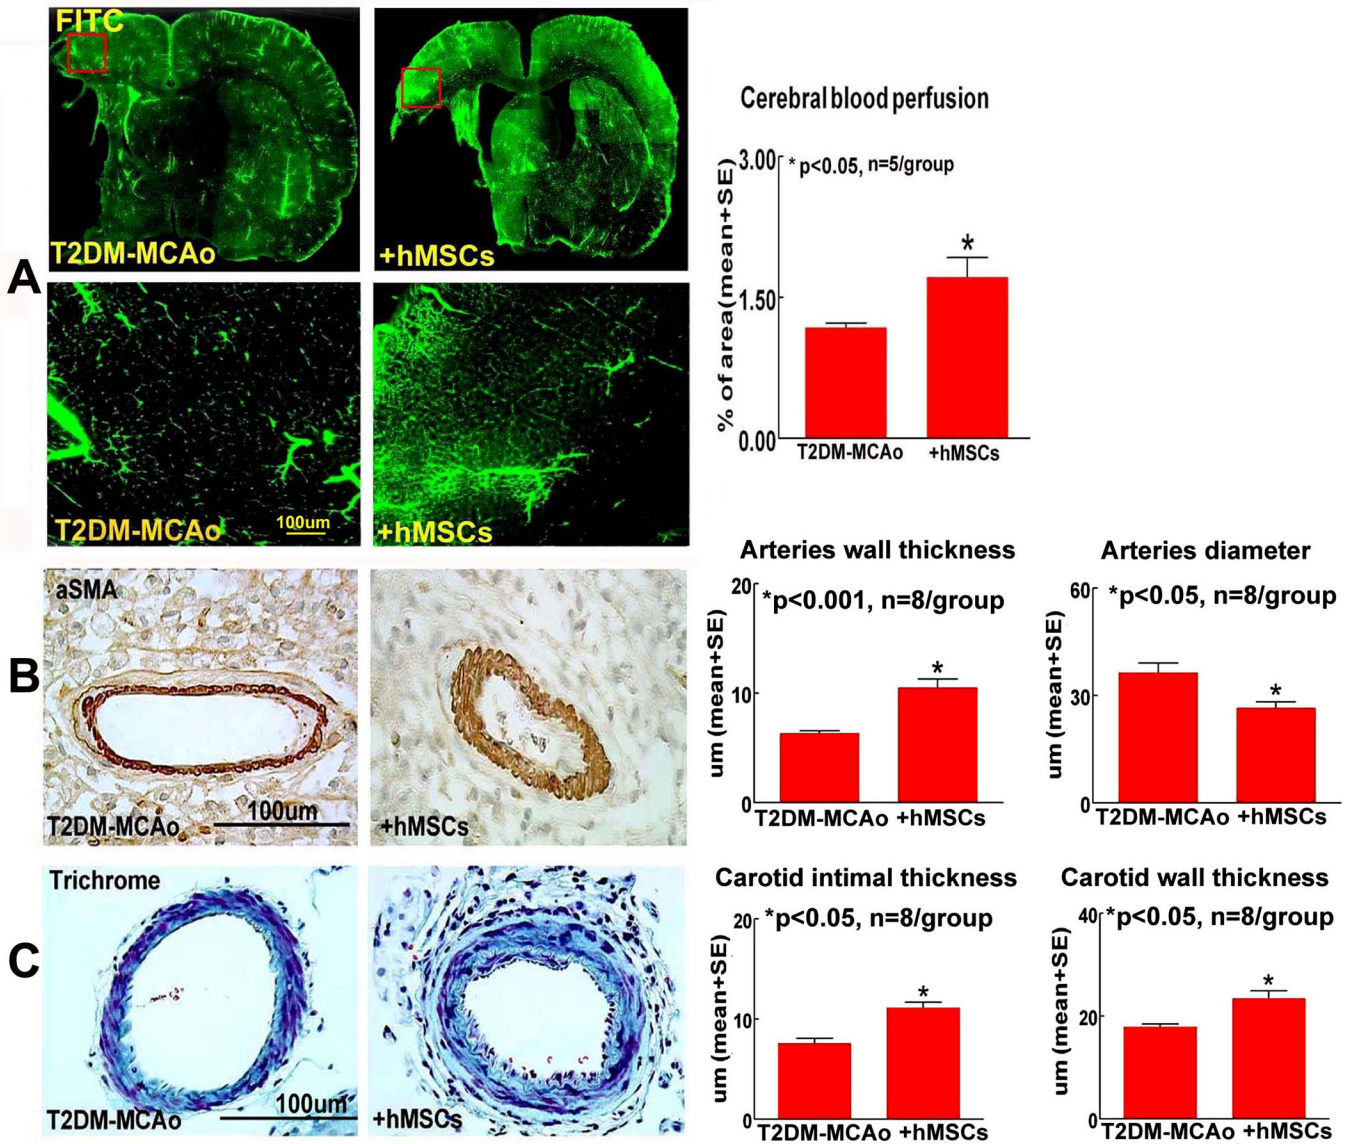 A
FITC
T2DM-MCAo
+hMSCs
T2DM-MCAo
100um
+hMSCs
Cerebral blood perfusion
% of area(mean+SE)
3.00
1.50
0.00
* p<0.05, n=5/group
*
T2DM-MCAo
+hMSCs
B
aSMA
T2DM-MCAo
100um
+hMSCs
Arteries wall thickness
um (mean+SE)
20
10
0
*p<0.001, n=8/group
*
T2DM-MCAo +hMSCs
Arteries diameter
um (mean+SE)
60
30
0
*p<0.05, n=8/group
*
T2DM-MCAo +hMSCs
C
Trichrome
T2DM-MCAo
100um
+hMSCs
Carotid intimal thickness
um (mean+SE)
20
10
0
*p<0.05, n=8/group
*
T2DM-MCAo +hMSCs
Carotid wall thickness
um (mean+SE)
40
20
0
*p<0.05, n=8/group
*
T2DM-MCAo +hMSCs